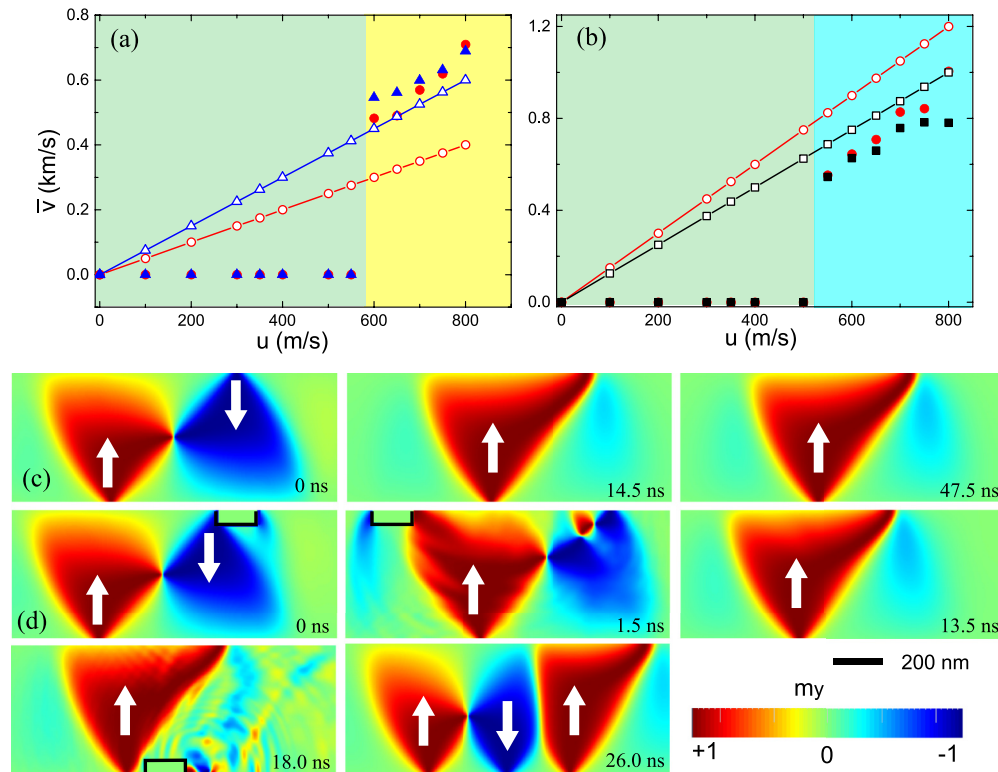 (a)
0.8
0.6
0.4
0.2
0.0
v̅ (km/s)
0 200 400 600 800
u (m/s)
(b)
1.2
0.8
0.4
0.0
0 200 400 600 800
u (m/s)
(c)
0 ns
14.5 ns
47.5 ns
(d)
0 ns
1.5 ns
13.5 ns
18.0 ns
26.0 ns
200 nm
my
+1 0 -1